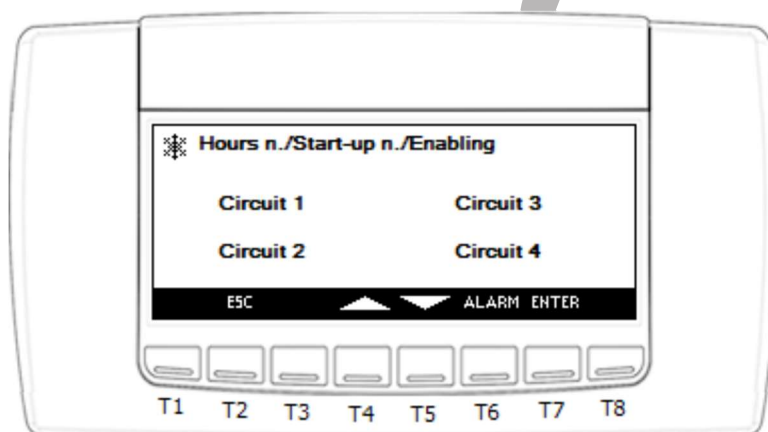 Hours n./Start-up n./Enabling
Circuit 1 Circuit 3
Circuit 2 Circuit 4
ESC ALARM ENTER
T1 T2 T3 T4 T5 T6 T7 T8